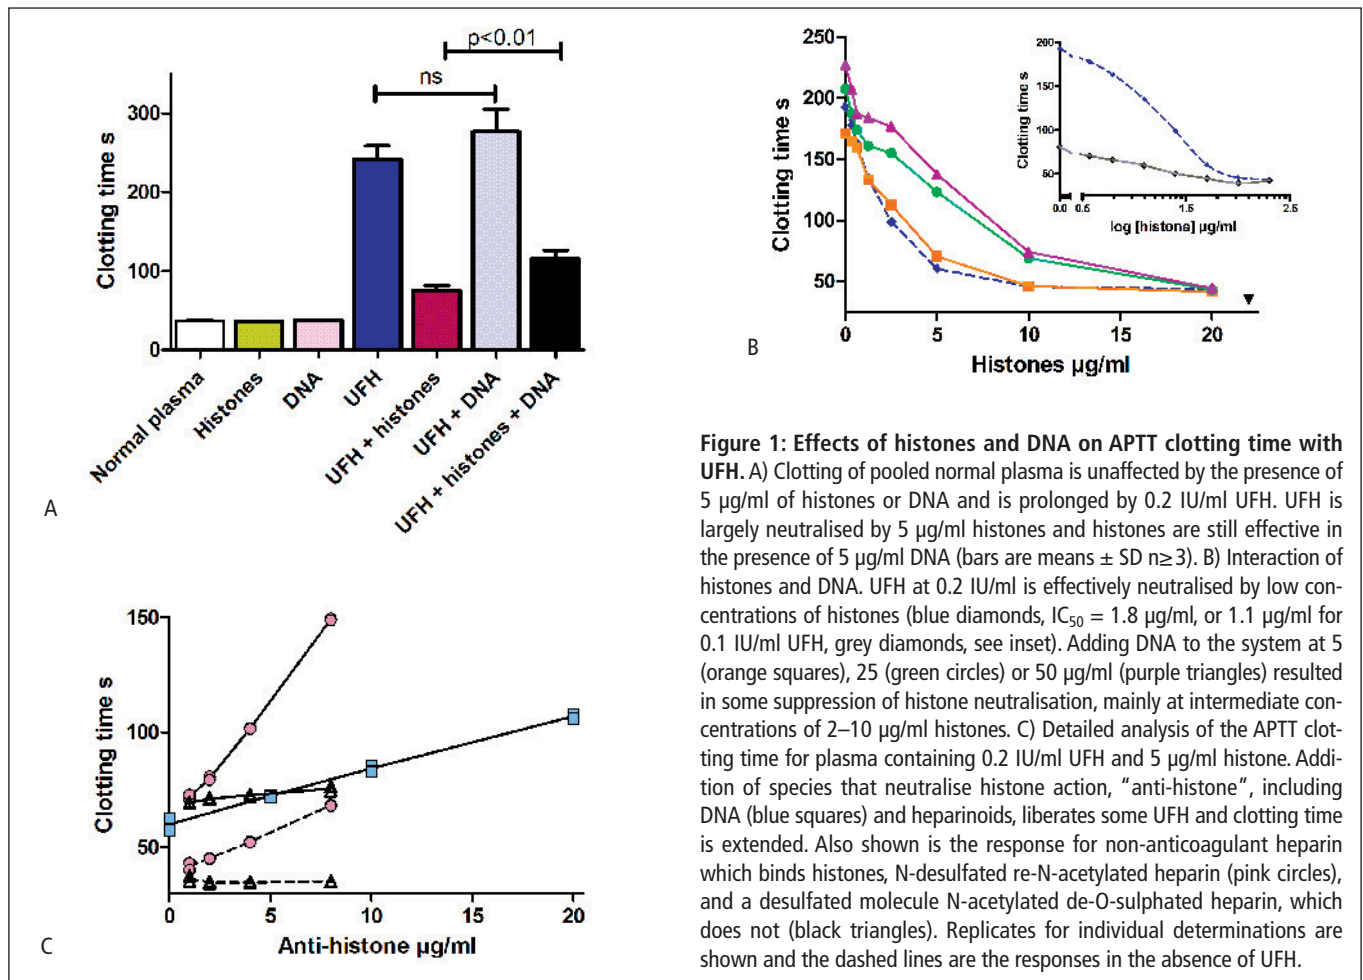 p<0.01
ns
Clotting time s
300
200
100
0
Normal plasma
Histones
DNA
UFH
UFH + histones
UFH + DNA
UFH + histones + DNA
A
250
200
150
100
50
Clotting time s
0
5
10
15
20
Histones µg/ml
200
150
100
50
Clotting time s
0.0
0.5
1.5
2.5
log [histone] µg/ml
B
Figure 1: Effects of histones and DNA on APTT clotting time with
UFH. A) Clotting of pooled normal plasma is unaffected by the presence of
5 µg/ml of histones or DNA and is prolonged by 0.2 IU/ml UFH. UFH is
largely neutralised by 5 µg/ml histones and histones are still effective in
the presence of 5 µg/ml DNA (bars are means ± SD n≥3). B) Interaction of
histones and DNA. UFH at 0.2 IU/ml is effectively neutralised by low con-
centrations of histones (blue diamonds, IC50 = 1.8 µg/ml, or 1.1 µg/ml for
0.1 IU/ml UFH, grey diamonds, see inset). Adding DNA to the system at 5
(orange squares), 25 (green circles) or 50 µg/ml (purple triangles) resulted
in some suppression of histone neutralisation, mainly at intermediate con-
centrations of 2–10 µg/ml histones. C) Detailed analysis of the APTT clot-
ting time for plasma containing 0.2 IU/ml UFH and 5 µg/ml histone. Addi-
tion of species that neutralise histone action, “anti-histone”, including
DNA (blue squares) and heparinoids, liberates some UFH and clotting time
is extended. Also shown is the response for non-anticoagulant heparin
which binds histones, N-desulfated re-N-acetylated heparin (pink circles),
and a desulfated molecule N-acetylated de-O-sulphated heparin, which
does not (black triangles). Replicates for individual determinations are
shown and the dashed lines are the responses in the absence of UFH.
150
100
50
Clotting time s
0
5
10
15
20
Anti-histone µg/ml
C